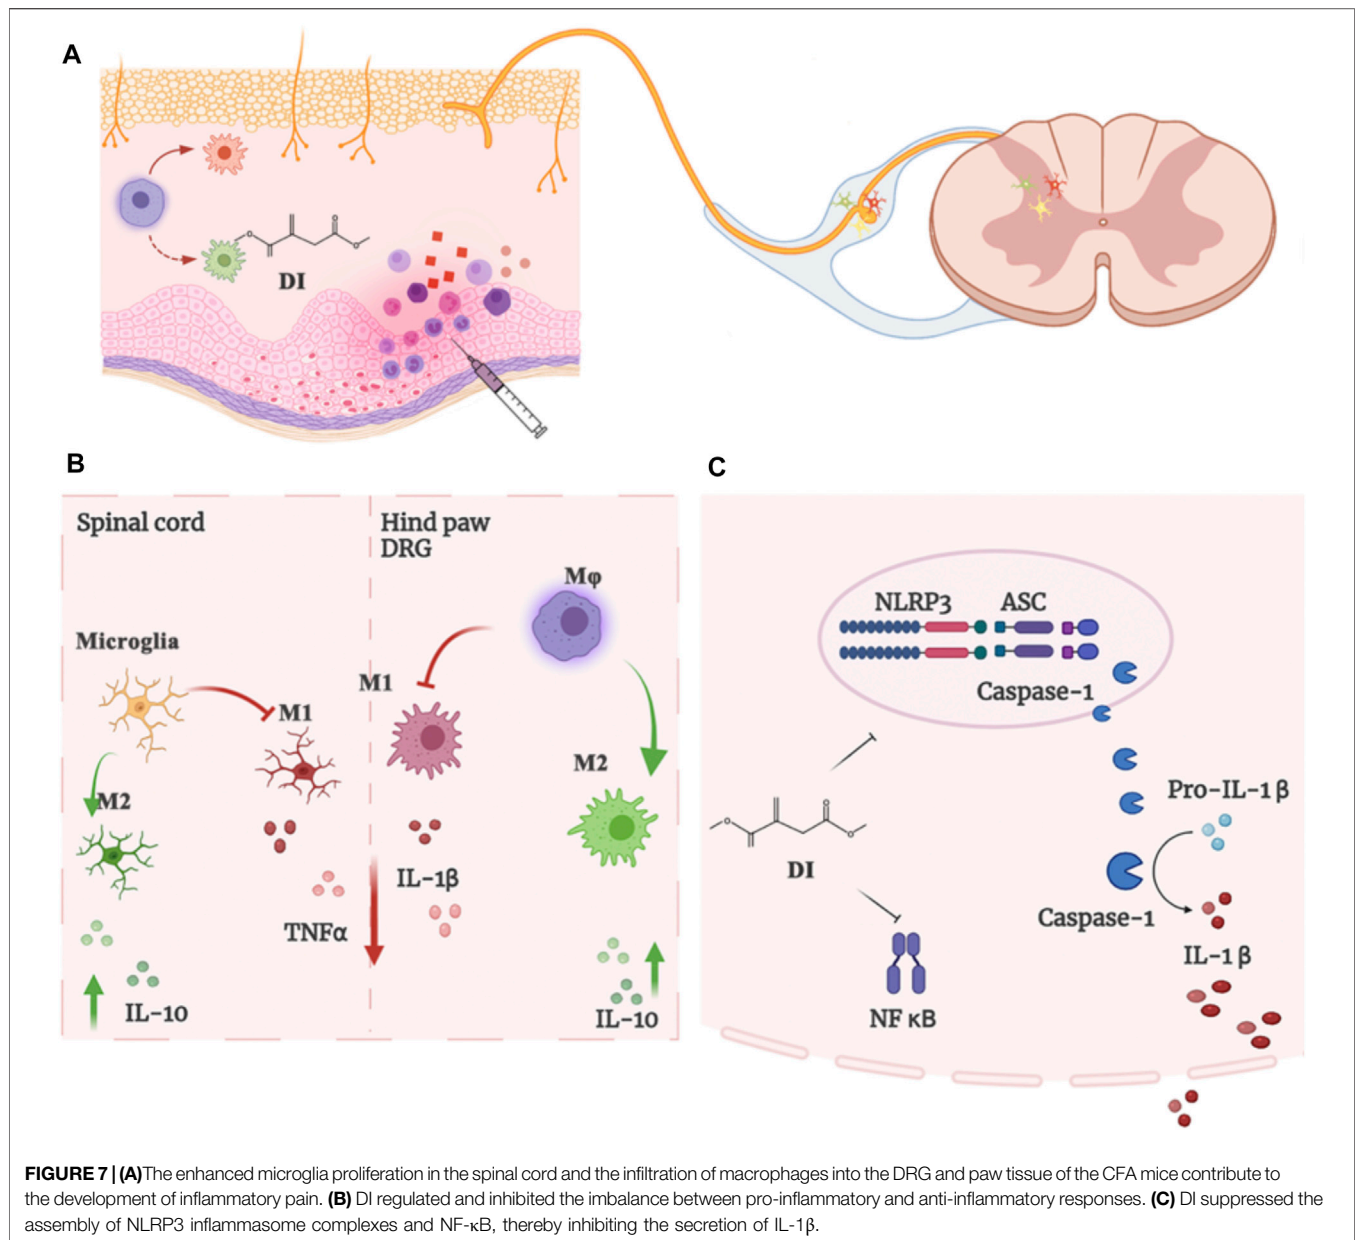 A
DI
B
Spinal cord
Hind paw
DRG
Mφ
Microglia
M1
M1
M2
M2
IL-1β
TNFα
IL-10
IL-10
C
NLRP3 ASC
Caspase-1
Pro-IL-1β
DI
Caspase-1
IL-1β
NF κB
FIGURE 7 | (A)The enhanced microglia proliferation in the spinal cord and the infiltration of macrophages into the DRG and paw tissue of the CFA mice contribute to
the development of inflammatory pain. (B) DI regulated and inhibited the imbalance between pro-inflammatory and anti-inflammatory responses. (C) DI suppressed the
assembly of NLRP3 inflammasome complexes and NF-κB, thereby inhibiting the secretion of IL-1β.